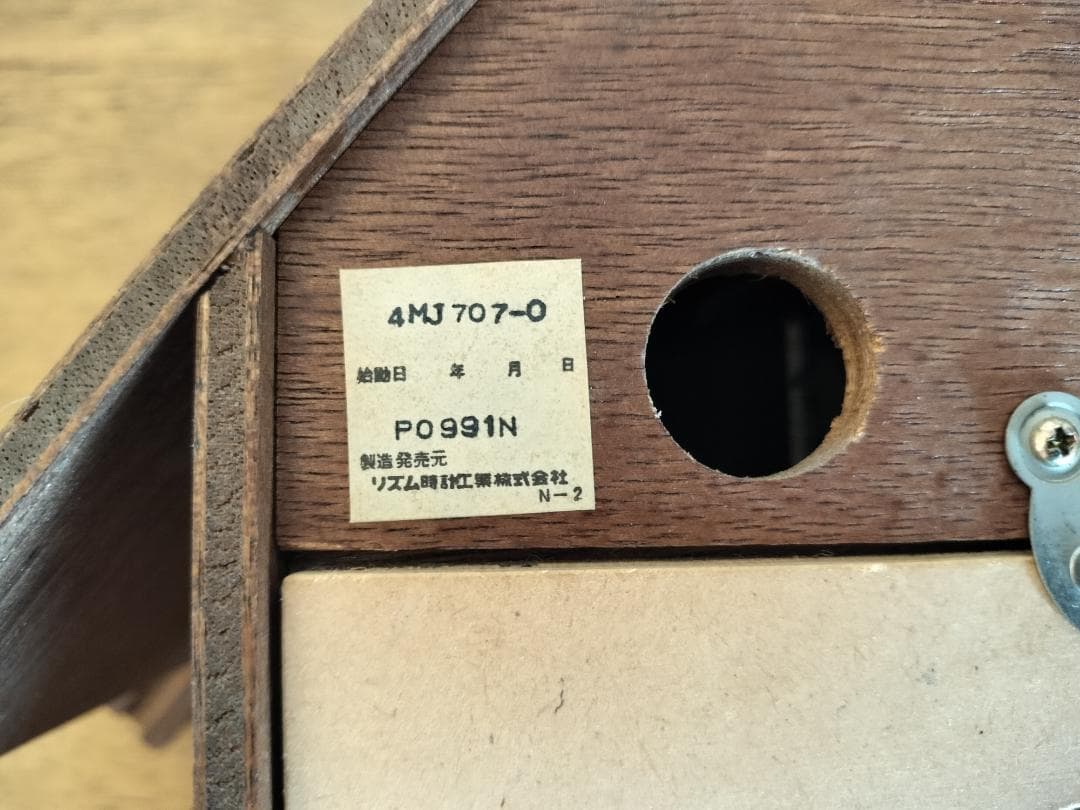 4MJ707-0
始動日 年 月 日
P0991N
製造発売元
リズム時計工業株式会社
N-2